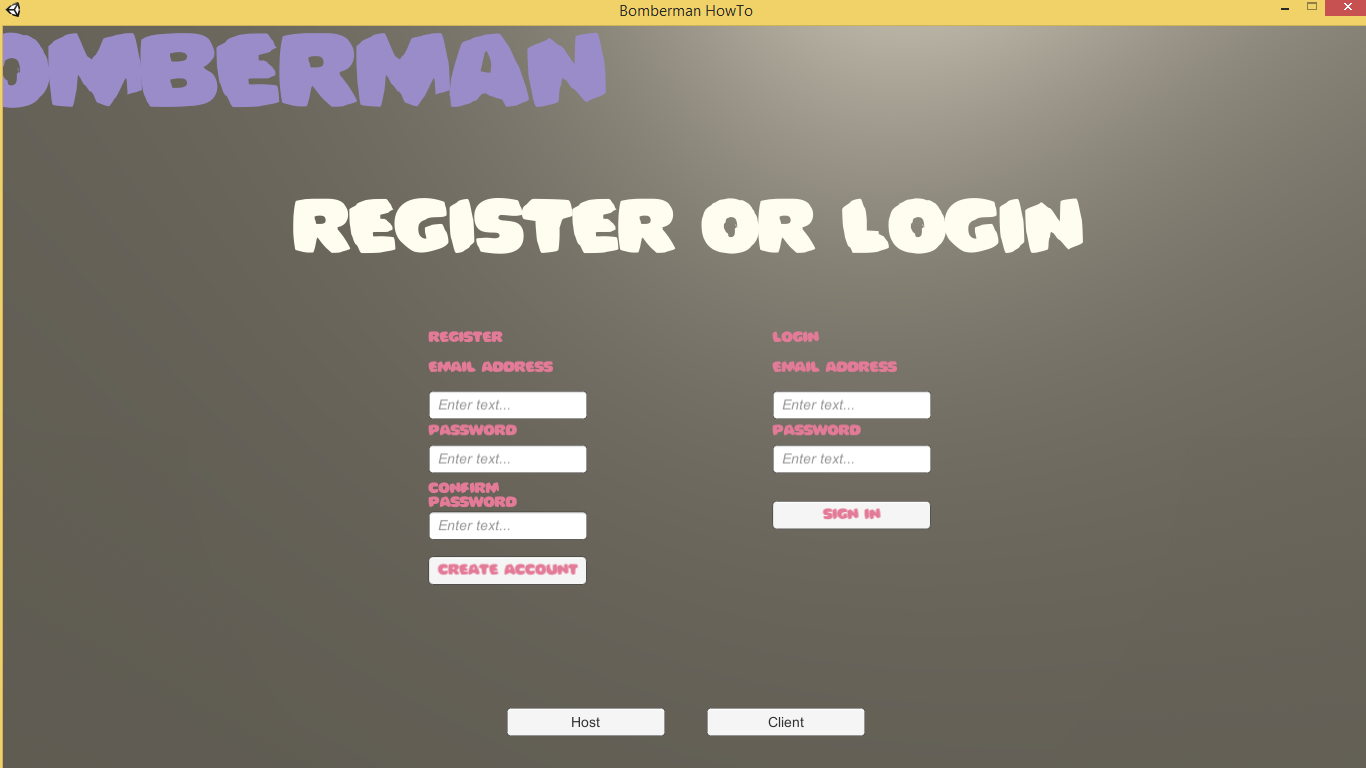 Bomberman HowTo
OMBERMAN
REGISTER OR LOGIN
REGISTER
EMAIL ADDRESS
Enter text...
PASSWORD
Enter text...
CONFIRM
PASSWORD
Enter text...
CREATE ACCOUNT
LOGIN
EMAIL ADDRESS
Enter text...
PASSWORD
Enter text...
SIGN IN
Host
Client